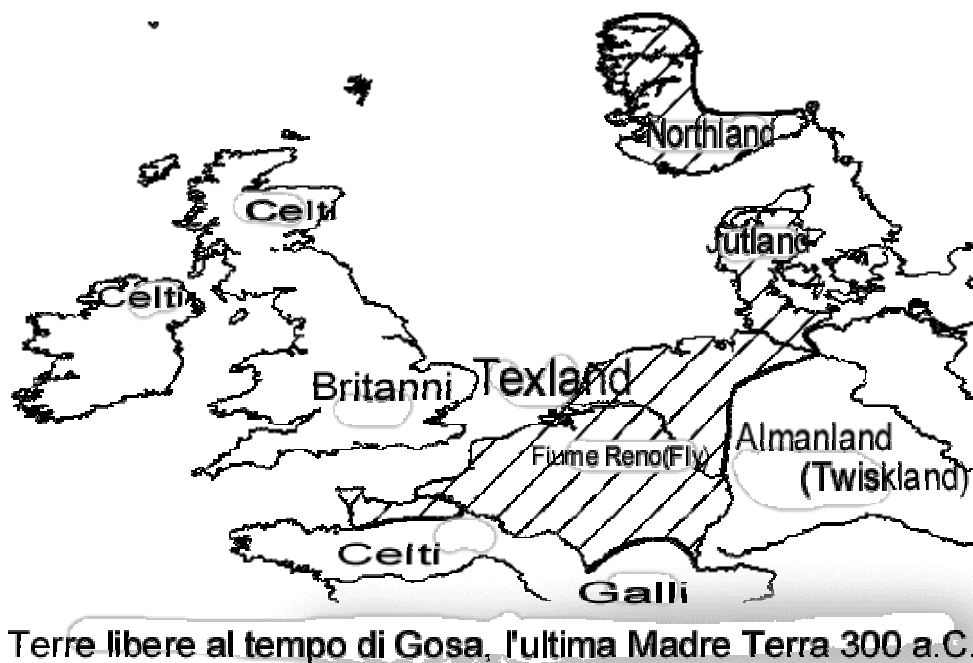 Northland
Celti
Jutland
Celti
Britanni
Texland
Almanland
Fiume Reno(Fly)
(Twiskland)
Celti
Galli
Terre libere al tempo di Gosa, l'ultima Madre Terra 300 a.C.